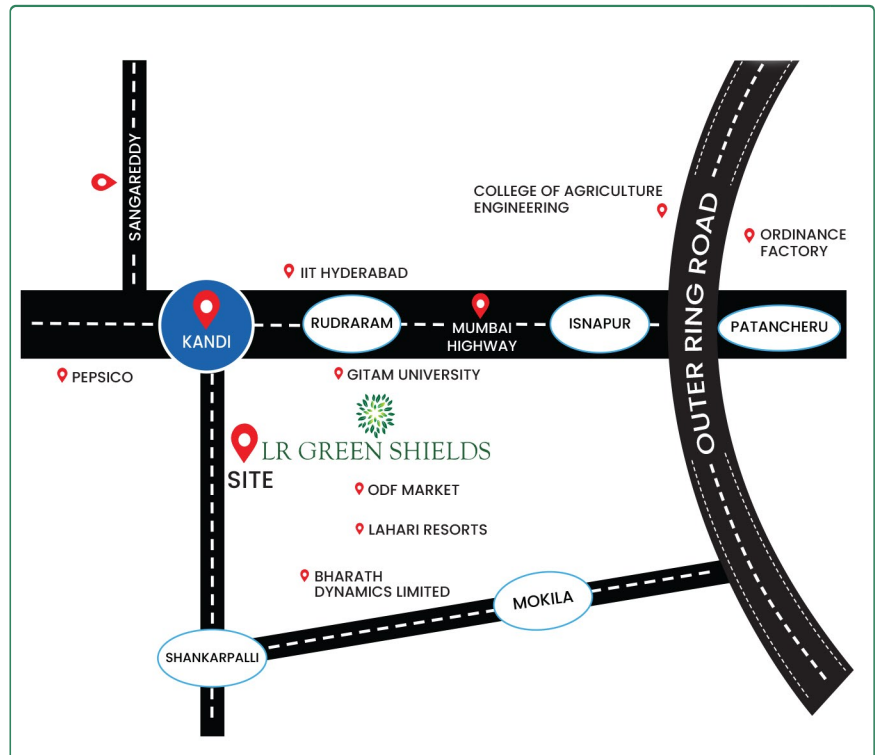 SANGAREDDY
COLLEGE OF AGRICULTURE
ENGINEERING
OUTER RING ROAD
ORDINANCE
FACTORY
IIT HYDERABAD
KANDI
RUDRARAM
MUMBAI
HIGHWAY
ISNAPUR
PATANCHERU
PEPSICO
GITAM UNIVERSITY
LR GREEN SHIELDS
SITE
ODF MARKET
LAHARI RESORTS
BHARATH
DYNAMICS LIMITED
MOKILA
SHANKARPALLI